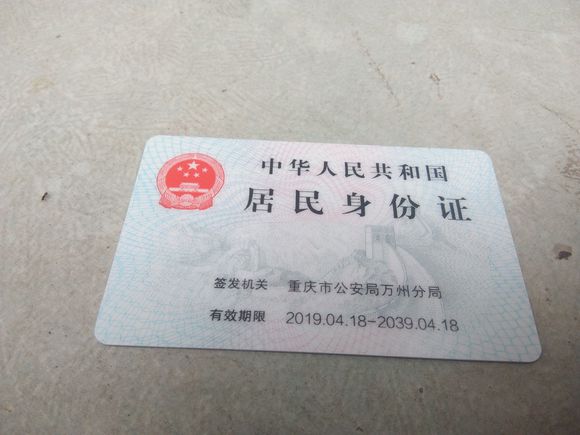 中华人民共和国
居民身份证
签发机关 重庆市公安局万州分局
有效期限 2019.04.18-2039.04.18